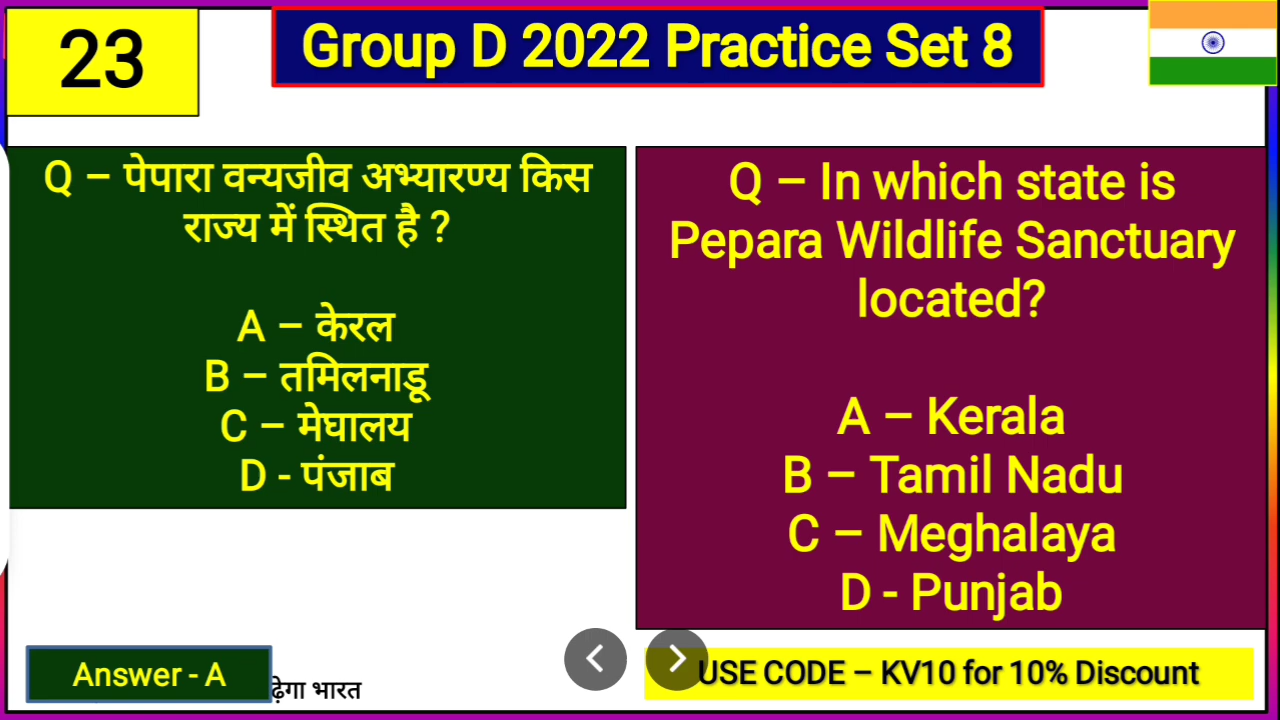 23
Group D 2022 Practice Set 8
Q – पेपारा वन्यजीव अभ्यारण्य किस
राज्य में स्थित है ?
A – केरल
B – तमिलनाडू
C – मेघालय
D - पंजाब
Q – In which state is
Pepara Wildlife Sanctuary
located?
A – Kerala
B – Tamil Nadu
C – Meghalaya
D - Punjab
Answer - A
भारत
USE CODE – KV10 for 10% Discount